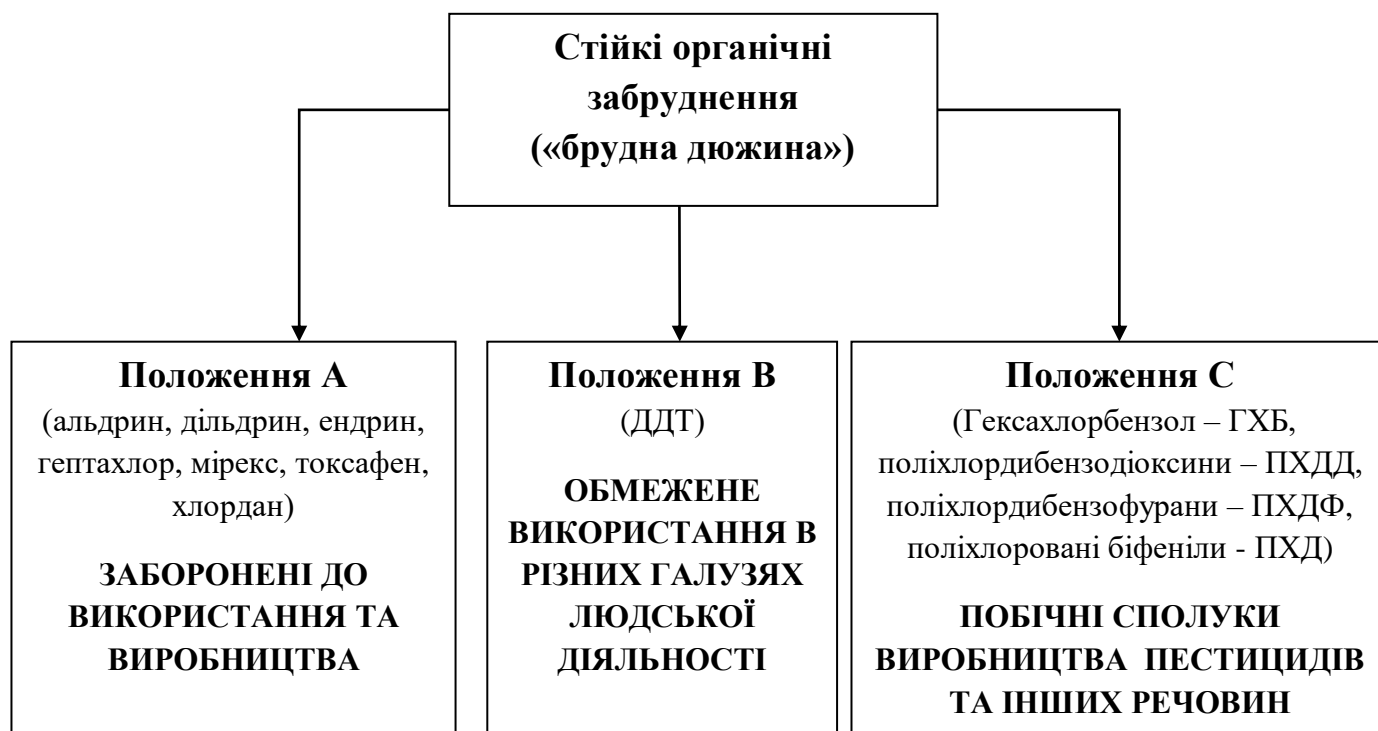 Стійкі органічні
забруднення
(«брудна дюжина»)
Положення А
(альдрин, дільдрин, ендрин,
гептахлор, мірекс, токсафен,
хлордан)
ЗАБОРОНЕНІ ДО
ВИКОРИСТАННЯ ТА
ВИРОБНИЦТВА
Положення В
(ДДТ)
ОБМЕЖЕНЕ
ВИКОРИСТАННЯ В
РІЗНИХ ГАЛУЗЯХ
ЛЮДСЬКОЇ
ДІЯЛЬНОСТІ
Положення С
(Гексахлорбензол – ГХБ,
поліхлордибензодіоксини – ПХДД,
поліхлордибензофурани – ПХДФ,
поліхлоровані біфеніли - ПХД)
ПОБІЧНІ СПОЛУКИ
ВИРОБНИЦТВА ПЕСТИЦИДІВ
ТА ІНШИХ РЕЧОВИН